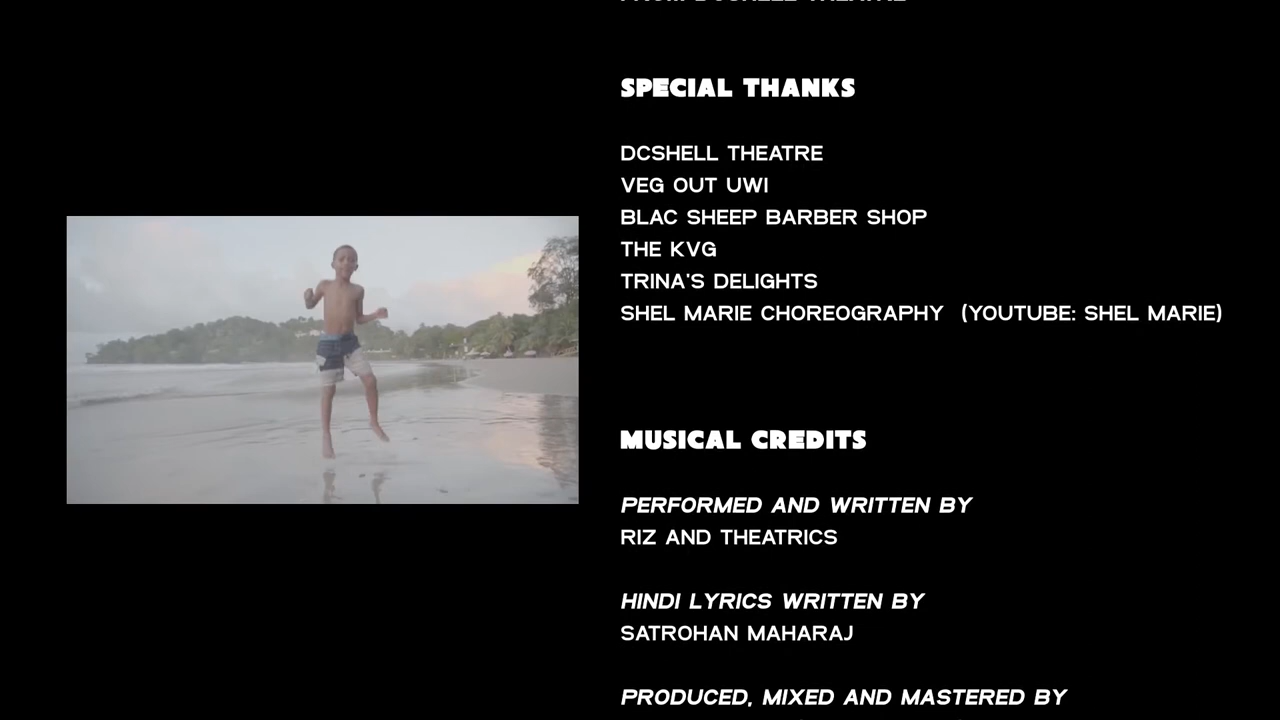 SPECIAL THANKS
DCSHELL THEATRE
VEG OUT UWI
BLAC SHEEP BARBER SHOP
THE KVG
TRINA'S DELIGHTS
SHEL MARIE CHOREOGRAPHY (YOUTUBE: SHEL MARIE)
MUSICAL CREDITS
PERFORMED AND WRITTEN BY
RIZ AND THEATRICS
HINDI LYRICS WRITTEN BY
SATROHAN MAHARAJ
PRODUCED, MIXED AND MASTERED BY